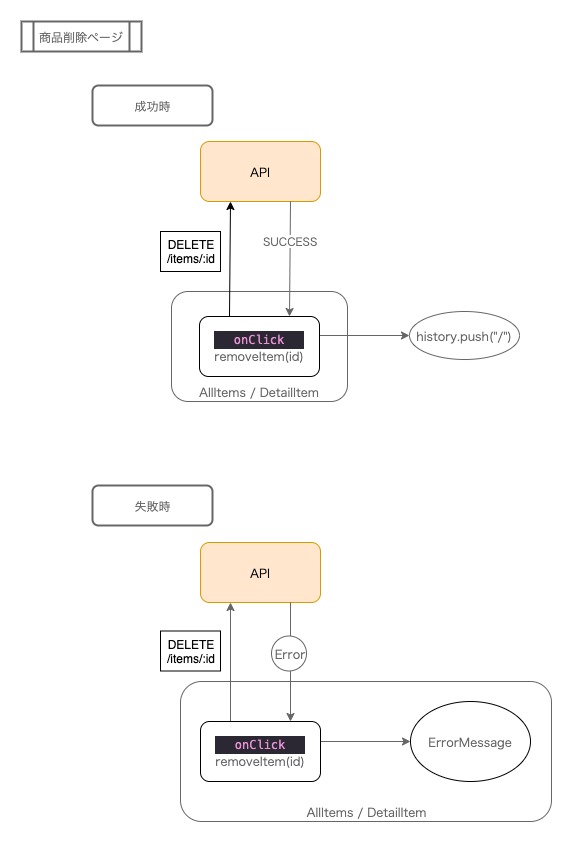 商品削除ページ
成功時
API
DELETE
/items/:id
SUCCESS
onClick
removeItem(id)
history.push("/")
AllItems / DetailItem
失敗時
API
DELETE
/items/:id
Error
onClick
removeItem(id)
ErrorMessage
AllItems / DetailItem